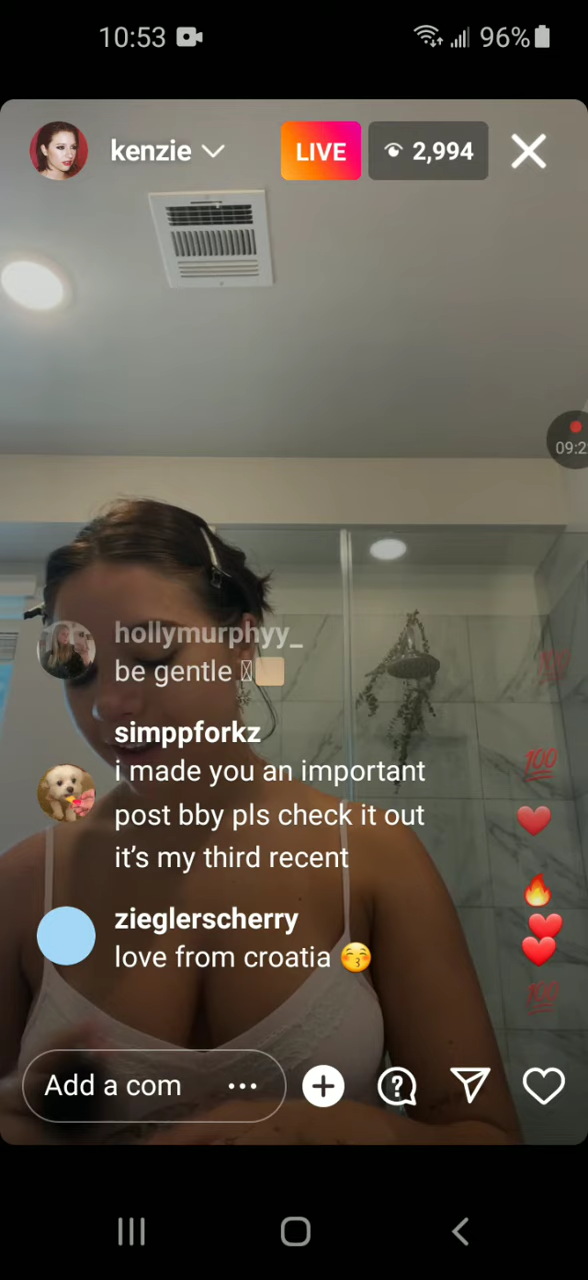 10:53
96%
kenzie
LIVE
2,994
09:2
hollymurphyy_
be gentle
simppforkz
i made you an important
post bby pls check it out
it's my third recent
zieglerscherry
love from croatia 😚
Add a com